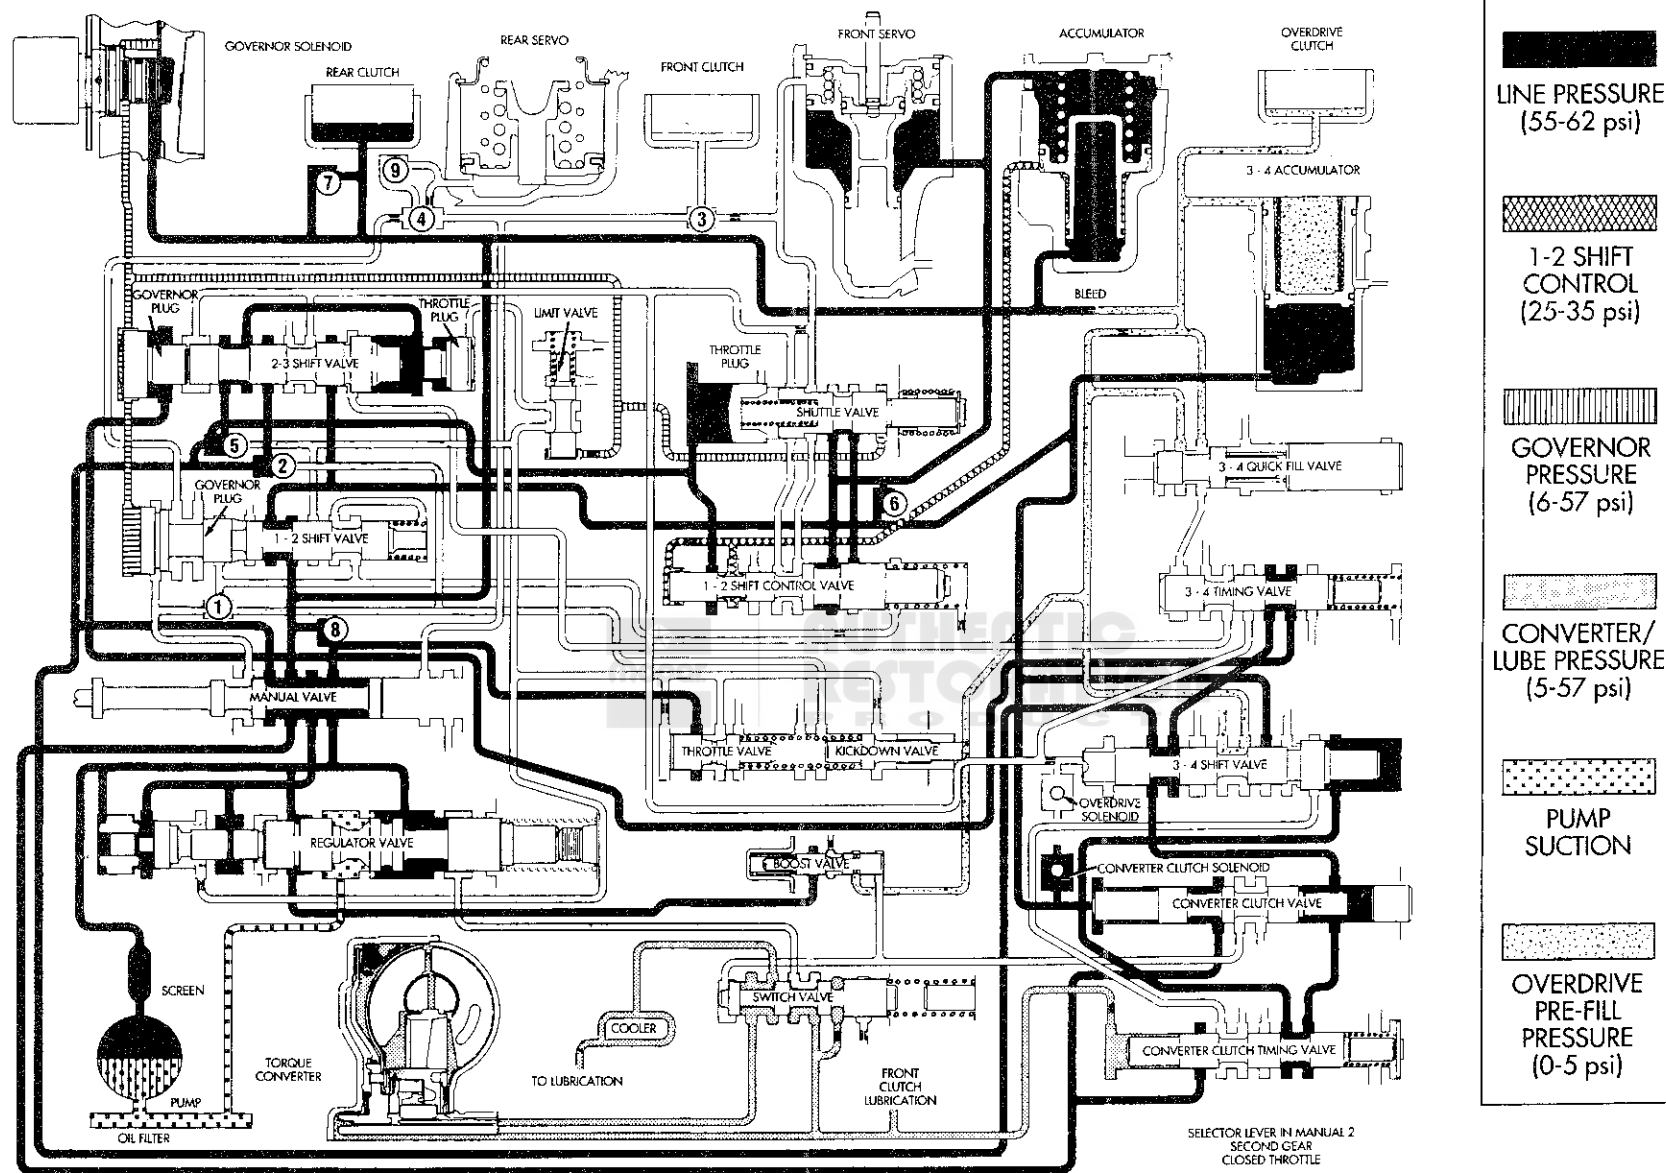 GOVERNOR SOLENOID
REAR CLUTCH
REAR SERVO
FRONT CLUTCH
FRONT SERVO
ACCUMULATOR
OVERDRIVE
CLUTCH
7
9
4
3
3 - 4 ACCUMULATOR
BLEED
GOVERNOR
PLUG
THROTTLE
PLUG
LIMIT VALVE
2-3 SHIFT VALVE
THROTTLE
PLUG
SHUTTLE VALVE
5
2
3 - 4 QUICK FILL VALVE
GOVERNOR
PLUG
6
1 - 2 SHIFT VALVE
1 - 2 SHIFT CONTROL VALVE
3 - 4 TIMING VALVE
1
8
AUTHENTIC
RESTORATION
PRODUCT
MANUAL VALVE
THROTTLE VALVE
KICKDOWN VALVE
3 - 4 SHIFT VALVE
OVERDRIVE
SOLENOID
REGULATOR VALVE
BOOST VALVE
CONVERTER CLUTCH SOLENOID
CONVERTER CLUTCH VALVE
SCREEN
SWITCH VALVE
COOLER
CONVERTER CLUTCH TIMING VALVE
TORQUE
CONVERTER
TO LUBRICATION
FRONT
CLUTCH
LUBRICATION
PUMP
OIL FILTER
SELECTOR LEVER IN MANUAL 2
SECOND GEAR
CLOSED THROTTLE
LINE PRESSURE
(55-62 psi)
1-2 SHIFT
CONTROL
(25-35 psi)
GOVERNOR
PRESSURE
(6-57 psi)
CONVERTER/
LUBE PRESSURE
(5-57 psi)
PUMP
SUCTION
OVERDRIVE
PRE-FILL
PRESSURE
(0-5 psi)